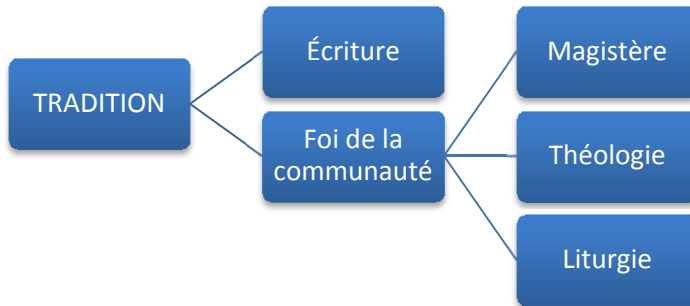 TRADITION
Écriture
Foi de la
communauté
Magistère
Théologie
Liturgie